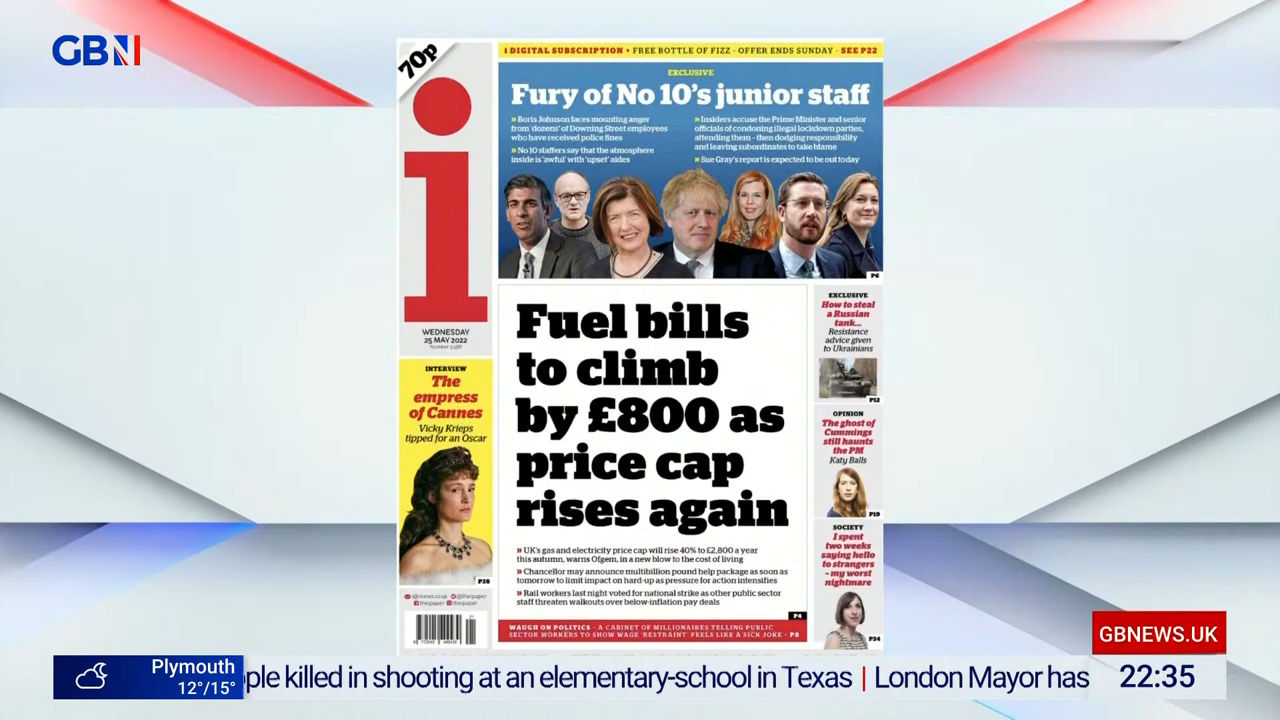 GBN
70p
i DIGITAL SUBSCRIPTION + FREE BOTTLE OF FIZZ - OFFER ENDS SUNDAY - SEE P22
EXCLUSIVE
Fury of No 10's junior staff
» Boris Johnson faces mounting anger
from 'dozens' of Downing Street employees
who have received police fines
» No 10 staffers say that the atmosphere
inside is 'awful' with 'upset' aides
» Insiders accuse the Prime Minister and senior
officials of condoning illegal lockdown parties,
attending them – then dodging responsibility
and leaving subordinates to take blame
» Sue Gray's report is expected to be out today
P6
i
WEDNESDAY
25 MAY 2022
INTERVIEW
The
empress
of Cannes
Vicky Krieps
tipped for an Oscar
P38
Fuel bills
to climb
by £800 as
price cap
rises again
» UK's gas and electricity price cap will rise 40% to £2,800 a year
this autumn, warns Ofgem, in a new blow to the cost of living
» Chancellor may announce multibillion pound help package as soon as
tomorrow to limit impact on hard-up as pressure for action intensifies
» Rail workers last night voted for national strike as other public sector
staff threaten walkouts over below-inflation pay deals
P4
WAUGH ON POLITICS – A CABINET OF MILLIONAIRES TELLING PUBLIC
SECTOR WORKERS TO SHOW WAGE 'RESTRAINT' FEELS LIKE A SICK JOKE - P8
EXCLUSIVE
How to steal
a Russian
tank...
Resistance
advice given
to Ukrainians
P12
OPINION
The ghost of
Cummings
still haunts
the PM
Katy Balls
P19
SOCIETY
I spent
two weeks
saying hello
to strangers
– my worst
nightmare
P34
GBNEWS.UK
Plymouth
12°/15°
ople killed in shooting at an elementary-school in Texas | London Mayor has
22:35